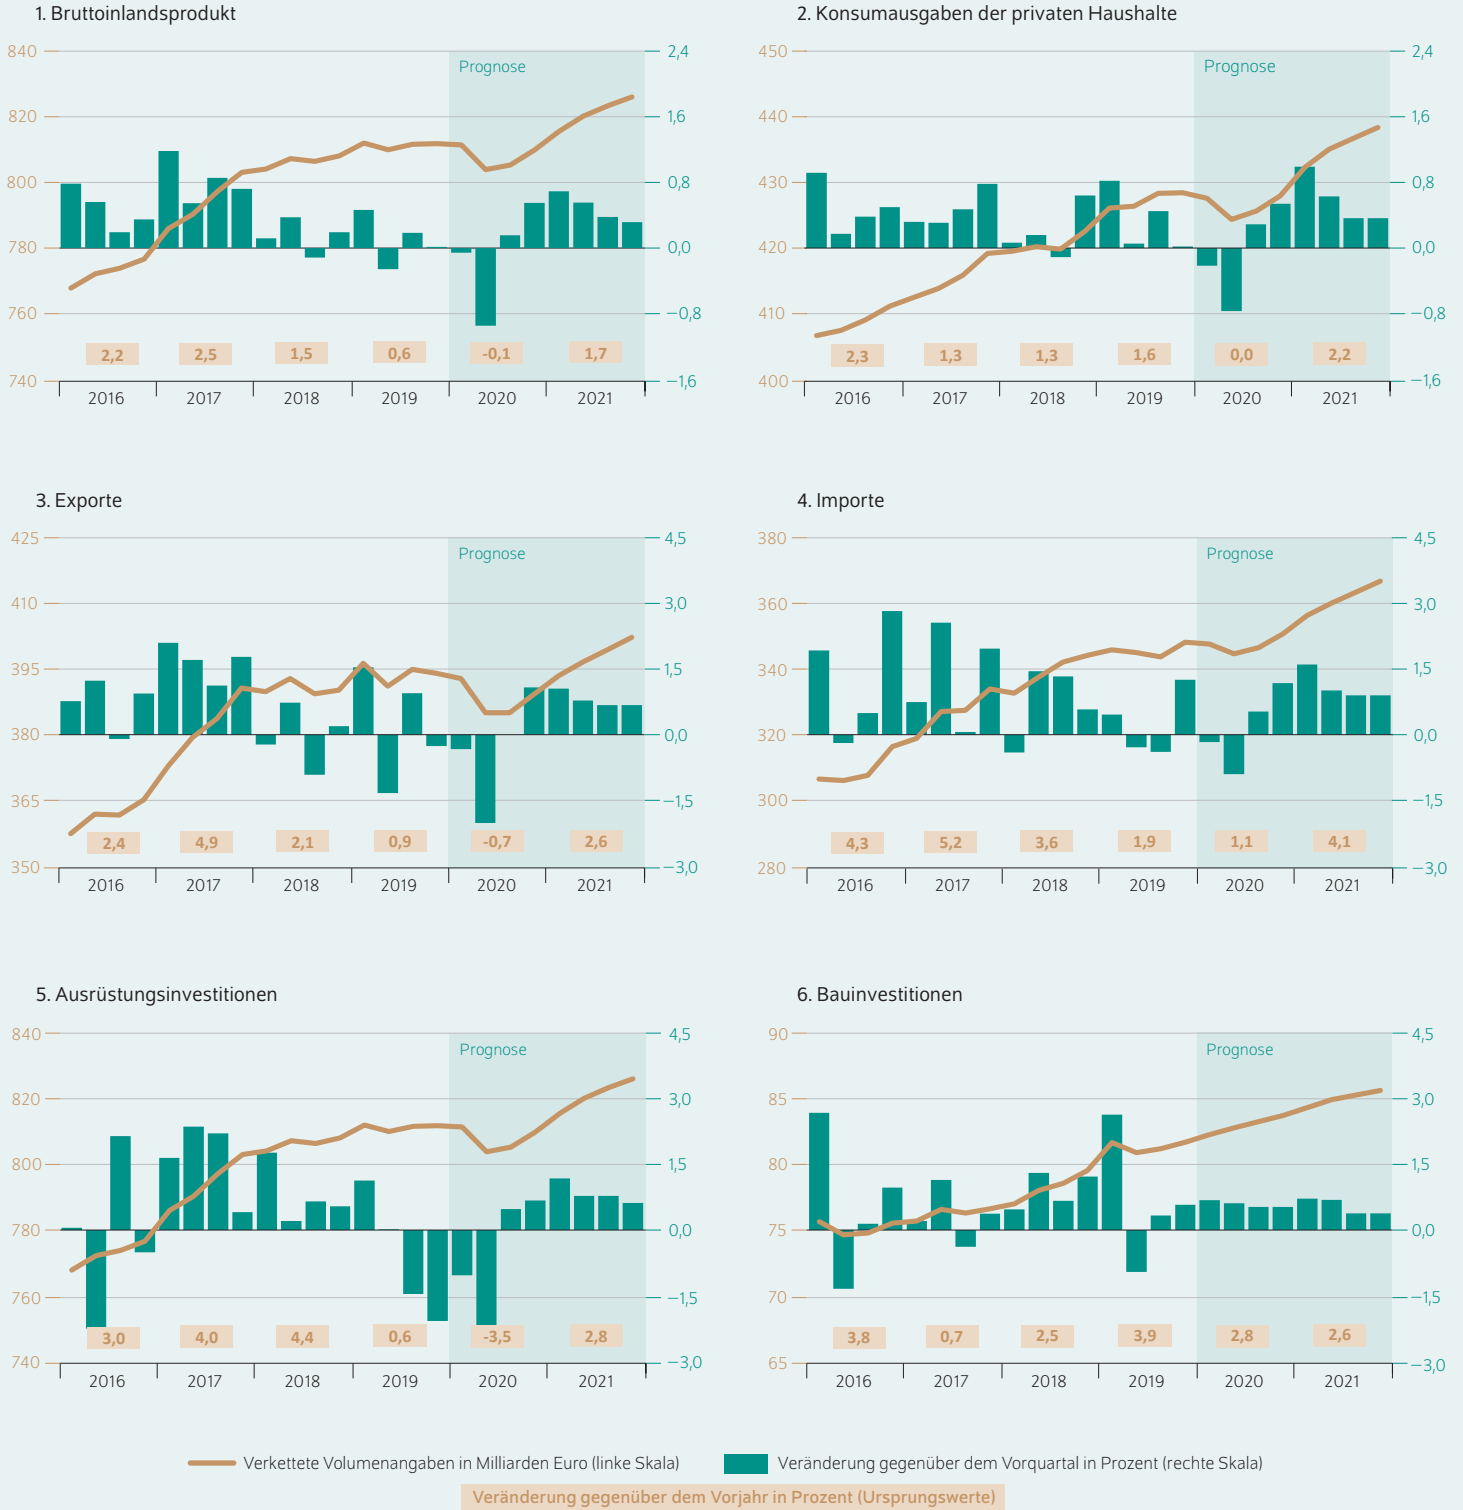 1. Bruttoinlandsprodukt
840
820
800
780
760
740
2,4
1,6
0,8
0,0
−0,8
−1,6
Prognose
2,2 2,5 1,5 0,6 -0,1 1,7
2016 2017 2018 2019 2020 2021
2. Konsumausgaben der privaten Haushalte
450
440
430
420
410
400
2,4
1,6
0,8
0,0
−0,8
−1,6
Prognose
2,3 1,3 1,3 1,6 0,0 2,2
2016 2017 2018 2019 2020 2021
3. Exporte
425
410
395
380
365
350
4,5
3,0
1,5
0,0
−1,5
−3,0
Prognose
2,4 4,9 2,1 0,9 -0,7 2,6
2016 2017 2018 2019 2020 2021
4. Importe
380
360
340
320
300
280
4,5
3,0
1,5
0,0
−1,5
−3,0
Prognose
4,3 5,2 3,6 1,9 1,1 4,1
2016 2017 2018 2019 2020 2021
5. Ausrüstungsinvestitionen
840
820
800
780
760
740
4,5
3,0
1,5
0,0
−1,5
−3,0
Prognose
3,0 4,0 4,4 0,6 -3,5 2,8
2016 2017 2018 2019 2020 2021
6. Bauinvestitionen
90
85
80
75
70
65
4,5
3,0
1,5
0,0
−1,5
−3,0
Prognose
3,8 0,7 2,5 3,9 2,8 2,6
2016 2017 2018 2019 2020 2021
Verkettete Volumenangaben in Milliarden Euro (linke Skala)
Veränderung gegenüber dem Vorquartal in Prozent (rechte Skala)
Veränderung gegenüber dem Vorjahr in Prozent (Ursprungswerte)